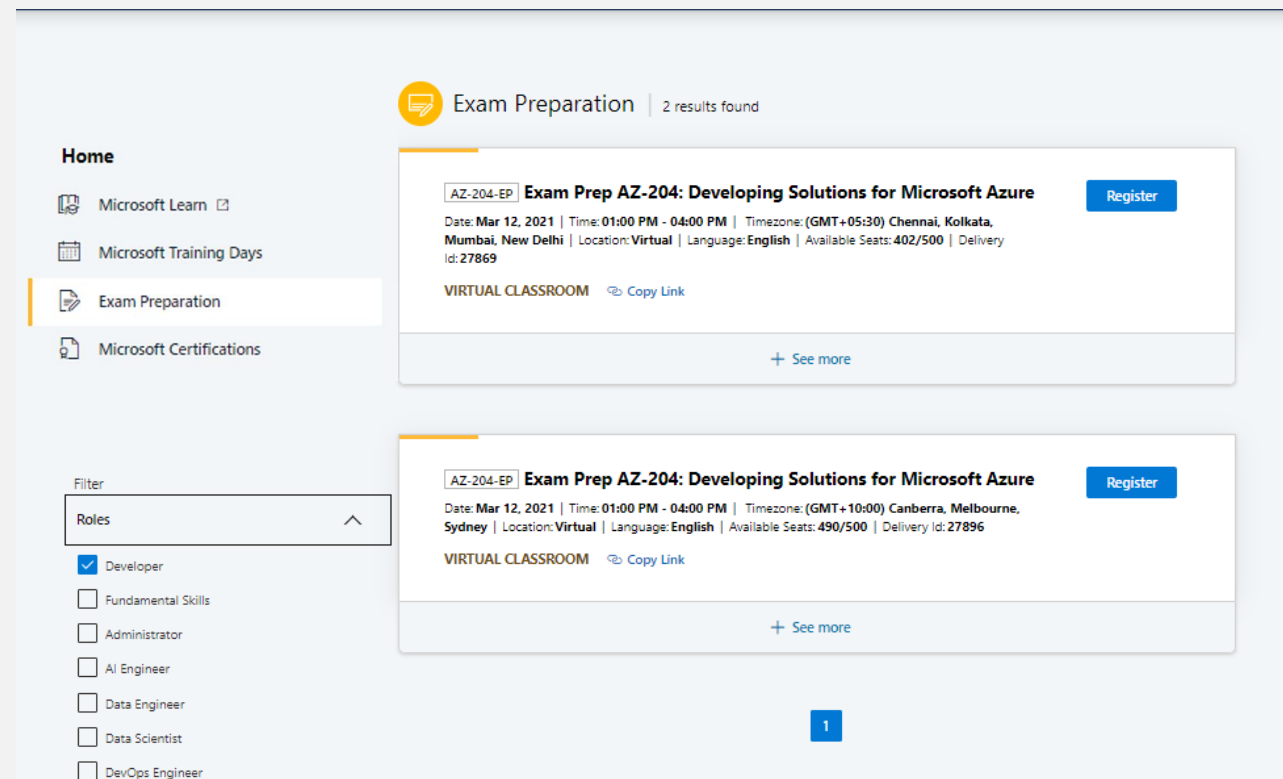 Exam Preparation | 2 results found
Home
Microsoft Learn
Microsoft Training Days
Exam Preparation
Microsoft Certifications
AZ-204-EP Exam Prep AZ-204: Developing Solutions for Microsoft Azure
Register
Date: Mar 12, 2021 | Time: 01:00 PM - 04:00 PM | Timezone: (GMT+05:30) Chennai, Kolkata,
Mumbai, New Delhi | Location: Virtual | Language: English | Available Seats: 402/500 | Delivery
Id: 27869
VIRTUAL CLASSROOM Copy Link
+ See more
Filter
Roles
Developer
Fundamental Skills
Administrator
AI Engineer
Data Engineer
Data Scientist
DevOps Engineer
AZ-204-EP Exam Prep AZ-204: Developing Solutions for Microsoft Azure
Register
Date: Mar 12, 2021 | Time: 01:00 PM - 04:00 PM | Timezone: (GMT+10:00) Canberra, Melbourne,
Sydney | Location: Virtual | Language: English | Available Seats: 490/500 | Delivery Id: 27896
VIRTUAL CLASSROOM Copy Link
+ See more
1